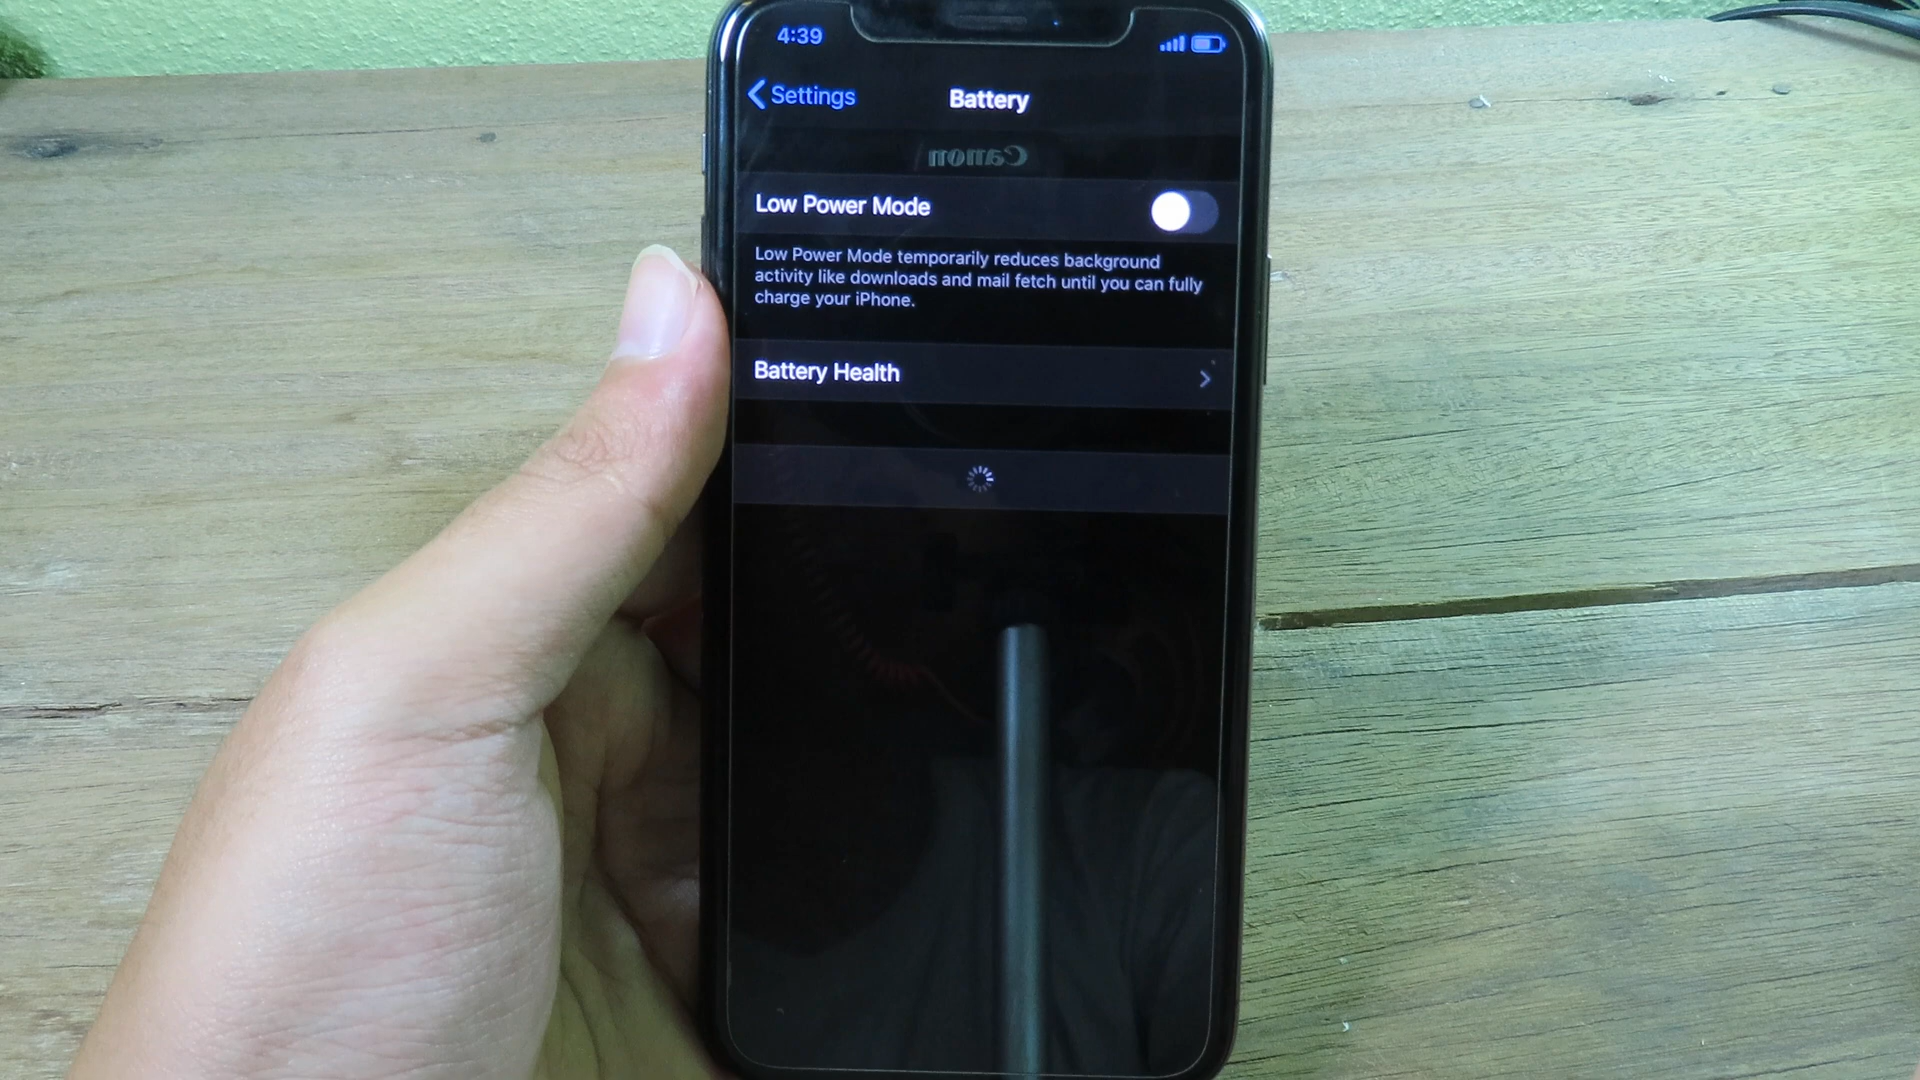 4:39
Settings
Battery
Canon
Low Power Mode
Low Power Mode temporarily reduces background
activity like downloads and mail fetch until you can fully
charge your iPhone.
Battery Health